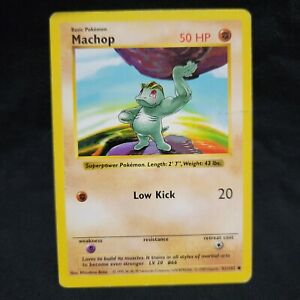 Basic Pokémon
Machop 50 HP
Superpower Pokémon. Length: 2' 7", Weight: 43 lbs.
Low Kick 20
weakness resistance retreat cost
Loves to build its muscles. It trains in all styles of martial arts
to become even stronger. LV. 20 #66